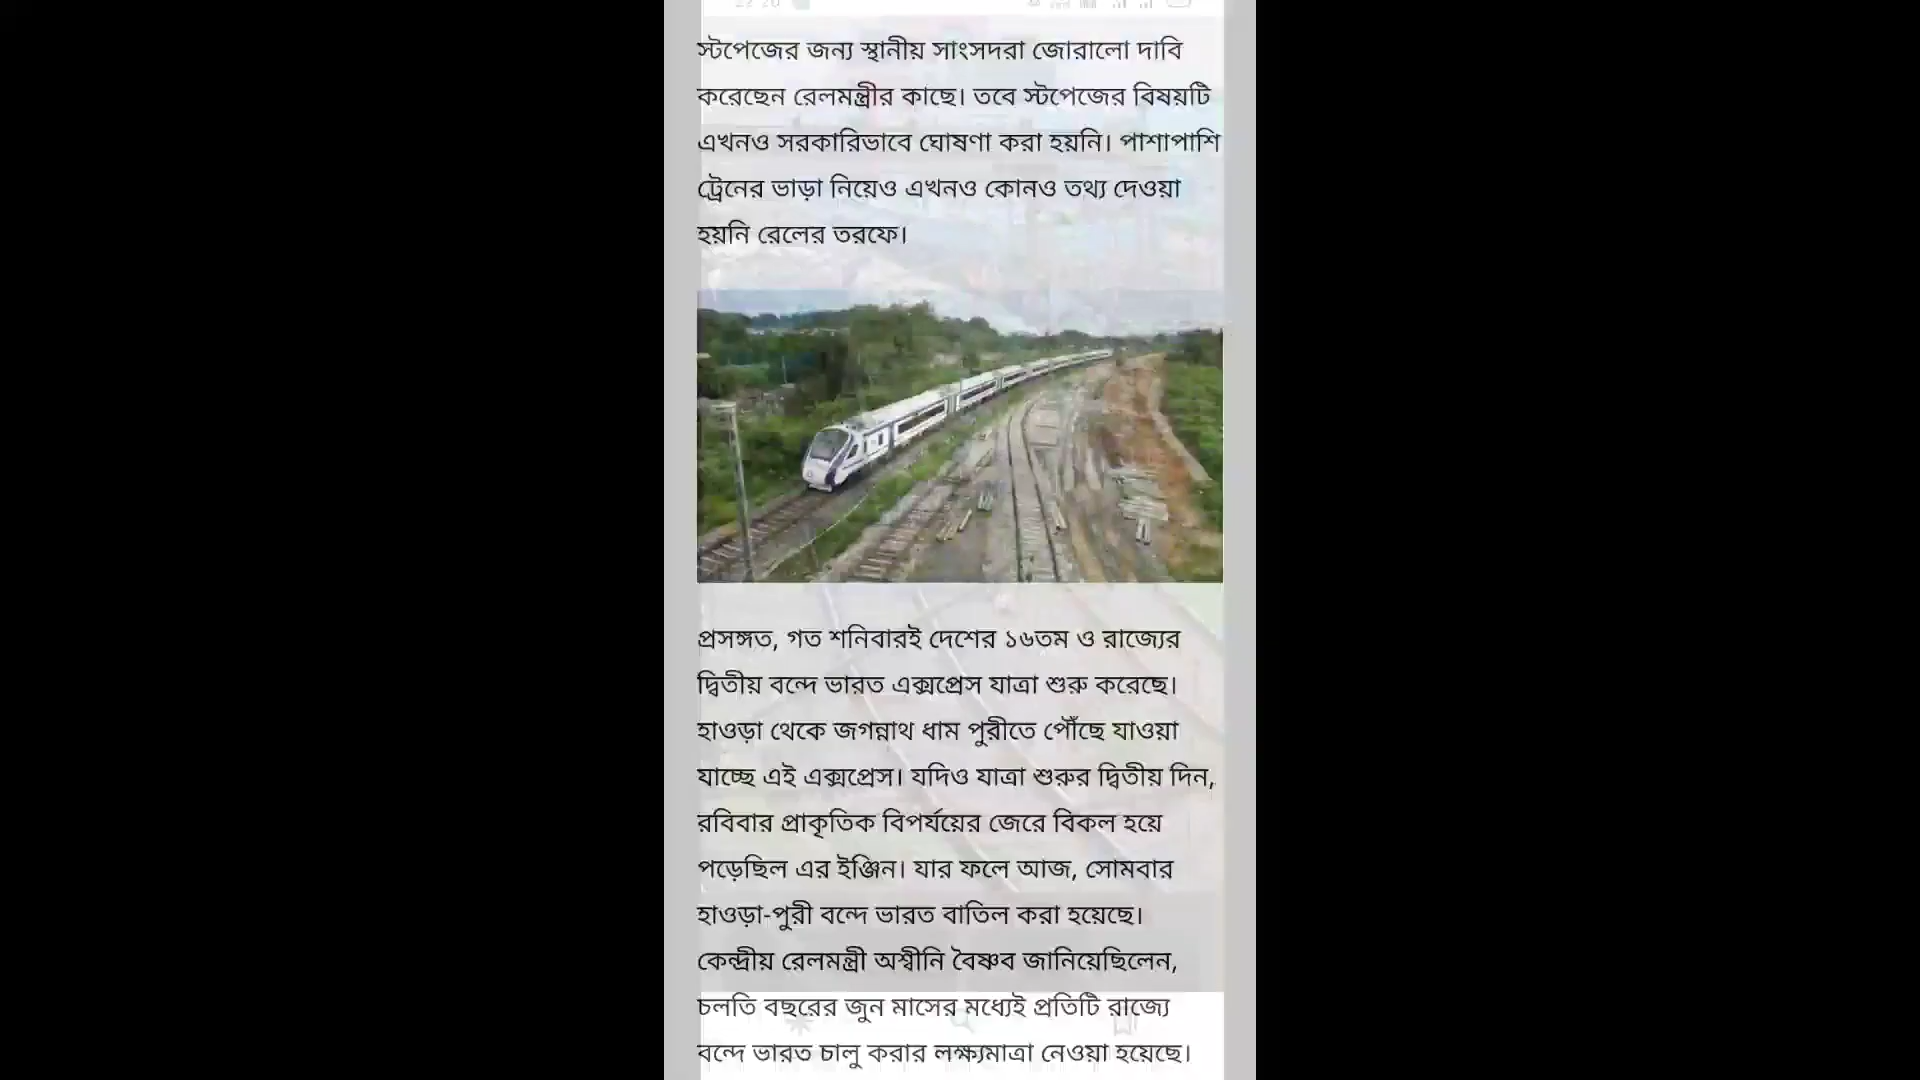 স্টপেজের জন্য স্থানীয় সাংসদরা জোরালো দাবি
করেছেন রেলমন্ত্রীর কাছে। তবে স্টপেজের বিষয়টি
এখনও সরকারিভাবে ঘোষণা করা হয়নি। পাশাপাশি
ট্রেনের ভাড়া নিয়েও এখনও কোনও তথ্য দেওয়া
হয়নি রেলের তরফে।
প্রসঙ্গত, গত শনিবারই দেশের ১৬তম ও রাজ্যের
দ্বিতীয় বন্দে ভারত এক্সপ্রেস যাত্রা শুরু করেছে।
হাওড়া থেকে জগন্নাথ ধাম পুরীতে পৌঁছে যাওয়া
যাচ্ছে এই এক্সপ্রেস। যদিও যাত্রা শুরুর দ্বিতীয় দিন,
রবিবার প্রাকৃতিক বিপর্যয়ের জেরে বিকল হয়ে
পড়েছিল এর ইঞ্জিন। যার ফলে আজ, সোমবার
হাওড়া-পুরী বন্দে ভারত বাতিল করা হয়েছে।
কেন্দ্রীয় রেলমন্ত্রী অশ্বীনি বৈষ্ণব জানিয়েছিলেন,
চলতি বছরের জুন মাসের মধ্যেই প্রতিটি রাজ্যে
বন্দে ভারত চালু করার লক্ষ্যমাত্রা নেওয়া হয়েছে।